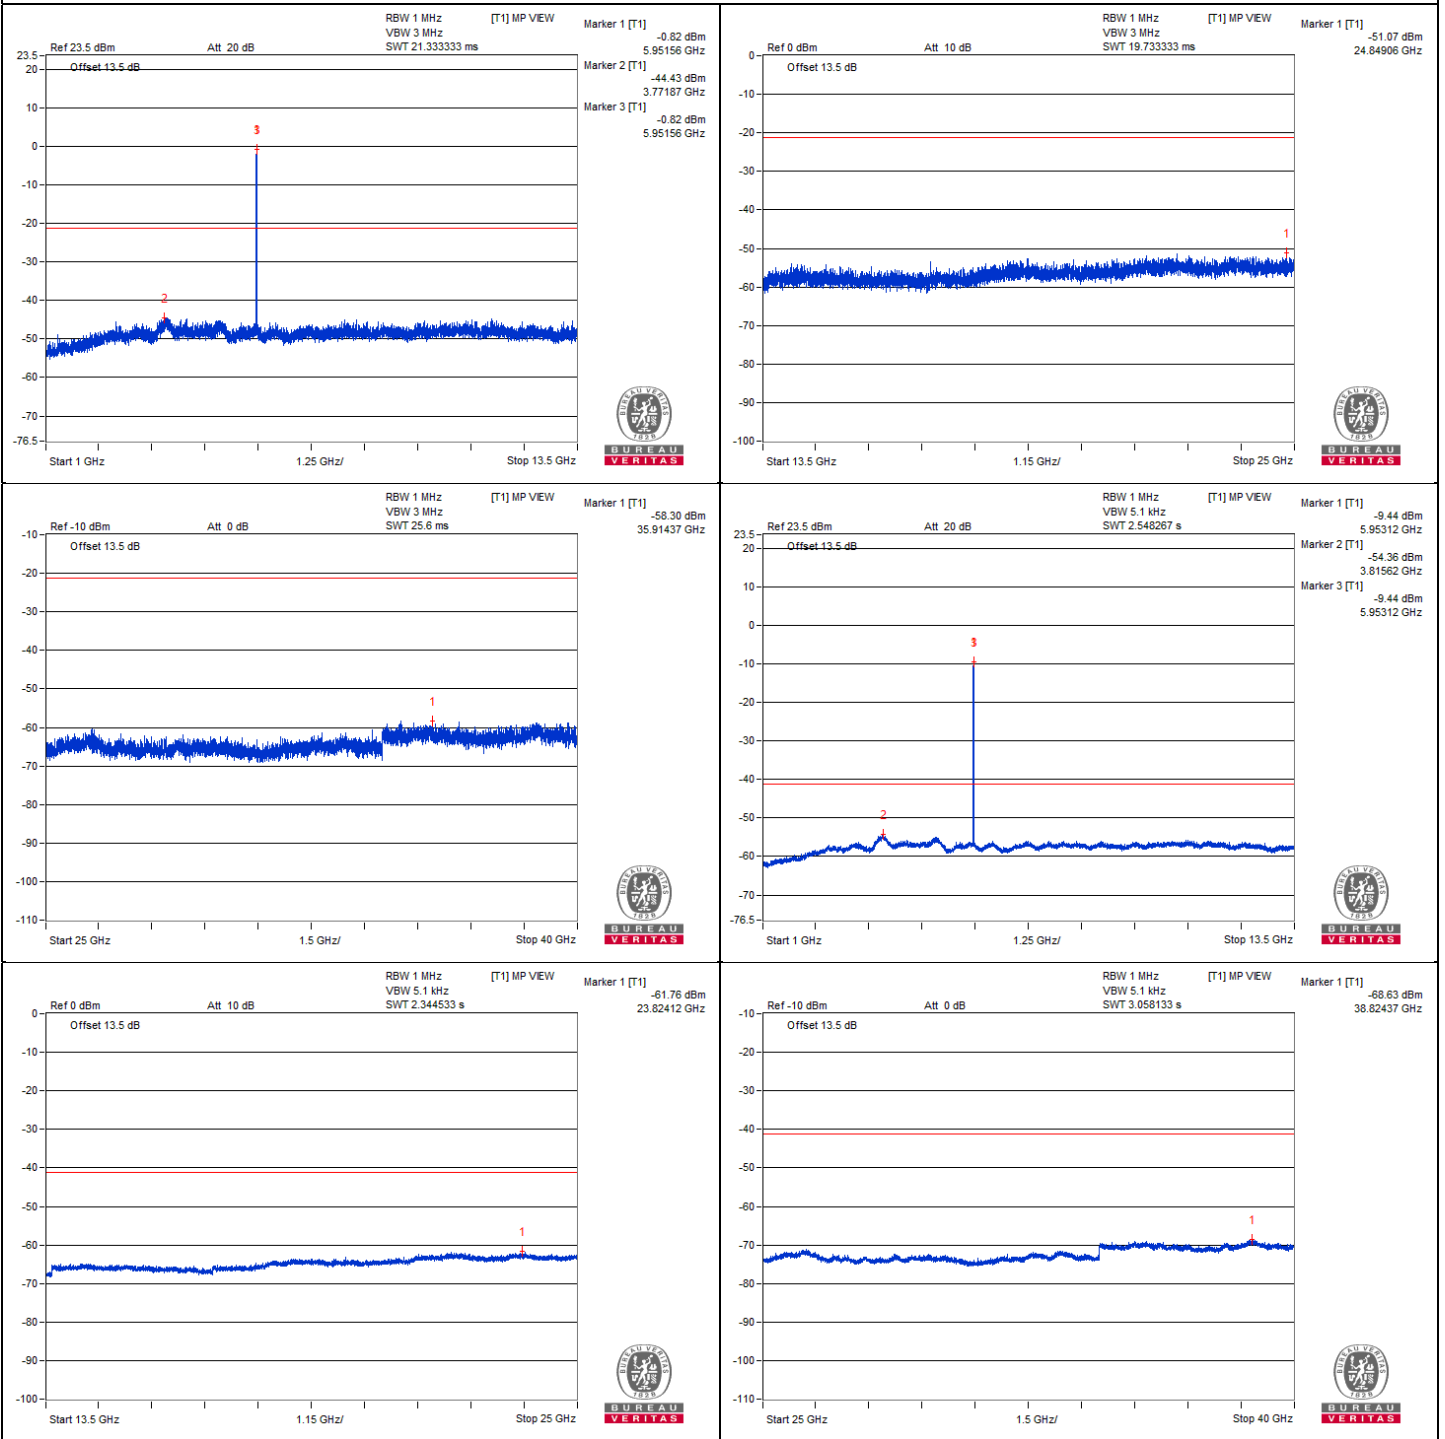 RBW 1 MHz [T1] MP VIEW
VBW 3 MHz
Ref 23.5 dBm Att 20 dB SWT 21.333333 ms
Marker 1 [T1]
-0.82 dBm
5.95156 GHz
Marker 2 [T1]
-44.43 dBm
3.77187 GHz
Marker 3 [T1]
-0.82 dBm
5.95156 GHz
Offset 13.5 dB
23.5
20
10
0
-10
-20
-30
-40
-50
-60
-70
-76.5
3
2
Start 1 GHz 1.25 GHz/ Stop 13.5 GHz
BUREAU VERITAS
1828
BUREAU
VERITAS
RBW 1 MHz [T1] MP VIEW
VBW 3 MHz
Ref 0 dBm Att 10 dB SWT 19.733333 ms
Marker 1 [T1]
-51.07 dBm
24.84906 GHz
Offset 13.5 dB
0
-10
-20
-30
-40
-50
-60
-70
-80
-90
-100
1
Start 13.5 GHz 1.15 GHz/ Stop 25 GHz
BUREAU VERITAS
1828
BUREAU
VERITAS
RBW 1 MHz [T1] MP VIEW
VBW 3 MHz
Ref -10 dBm Att 0 dB SWT 25.6 ms
Marker 1 [T1]
-58.30 dBm
35.91437 GHz
Offset 13.5 dB
-10
-20
-30
-40
-50
-60
-70
-80
-90
-100
-110
1
Start 25 GHz 1.5 GHz/ Stop 40 GHz
BUREAU VERITAS
1828
BUREAU
VERITAS
RBW 1 MHz [T1] MP VIEW
VBW 5.1 kHz
Ref 23.5 dBm Att 20 dB SWT 2.548267 s
Marker 1 [T1]
-9.44 dBm
5.95312 GHz
Marker 2 [T1]
-54.36 dBm
3.81562 GHz
Marker 3 [T1]
-9.44 dBm
5.95312 GHz
Offset 13.5 dB
23.5
20
10
0
-10
-20
-30
-40
-50
-60
-70
-76.5
3
2
Start 1 GHz 1.25 GHz/ Stop 13.5 GHz
BUREAU VERITAS
1828
BUREAU
VERITAS
RBW 1 MHz [T1] MP VIEW
VBW 5.1 kHz
Ref 0 dBm Att 10 dB SWT 2.344533 s
Marker 1 [T1]
-61.76 dBm
23.82412 GHz
Offset 13.5 dB
0
-10
-20
-30
-40
-50
-60
-70
-80
-90
-100
1
Start 13.5 GHz 1.15 GHz/ Stop 25 GHz
BUREAU VERITAS
1828
BUREAU
VERITAS
RBW 1 MHz [T1] MP VIEW
VBW 5.1 kHz
Ref -10 dBm Att 0 dB SWT 3.058133 s
Marker 1 [T1]
-68.63 dBm
38.82437 GHz
Offset 13.5 dB
-10
-20
-30
-40
-50
-60
-70
-80
-90
-100
-110
1
Start 25 GHz 1.5 GHz/ Stop 40 GHz
BUREAU VERITAS
1828
BUREAU
VERITAS